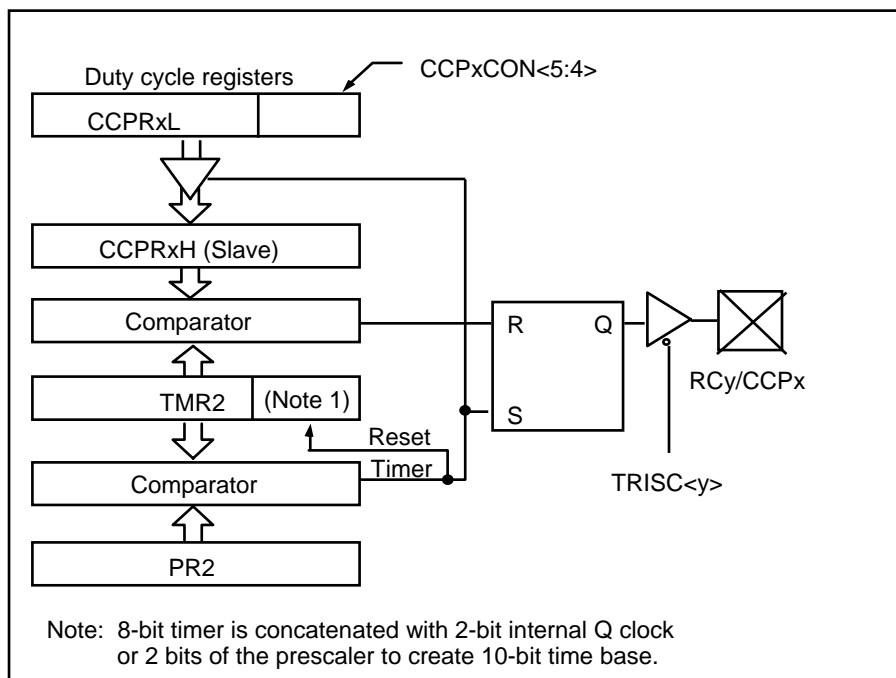 Duty cycle registers
CCPxCON<5:4>
CCPRxL
CCPRxH (Slave)
Comparator
R
Q
RCy/CCPx
TMR2
(Note 1)
S
Reset
Timer
Comparator
TRISC<y>
PR2
Note: 8-bit timer is concatenated with 2-bit internal Q clock
or 2 bits of the prescaler to create 10-bit time base.